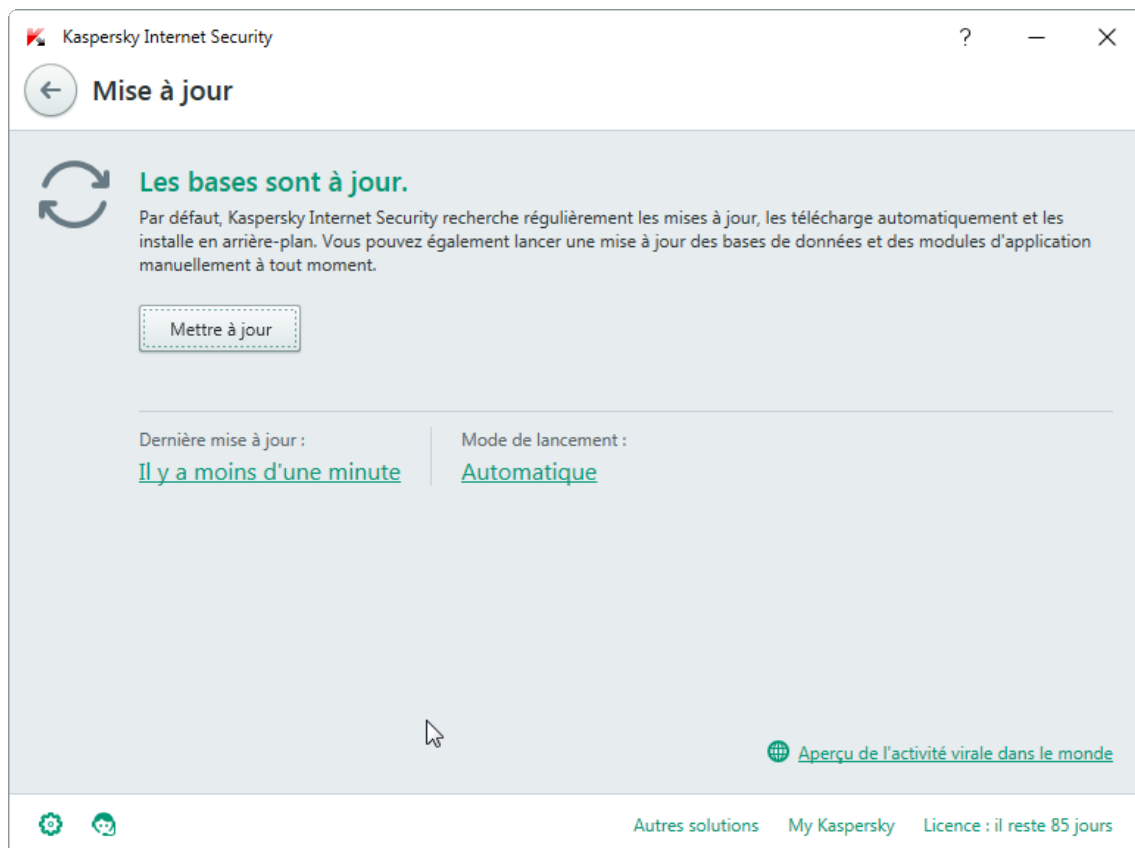 Kaspersky Internet Security
?
Mise à jour
Les bases sont à jour.
Par défaut, Kaspersky Internet Security recherche régulièrement les mises à jour, les télécharge automatiquement et les
installe en arrière-plan. Vous pouvez également lancer une mise à jour des bases de données et des modules d'application
manuellement à tout moment.
Mettre à jour
Dernière mise à jour :
Il y a moins d'une minute
Mode de lancement :
Automatique
Aperçu de l'activité virale dans le monde
Autres solutions My Kaspersky Licence : il reste 85 jours